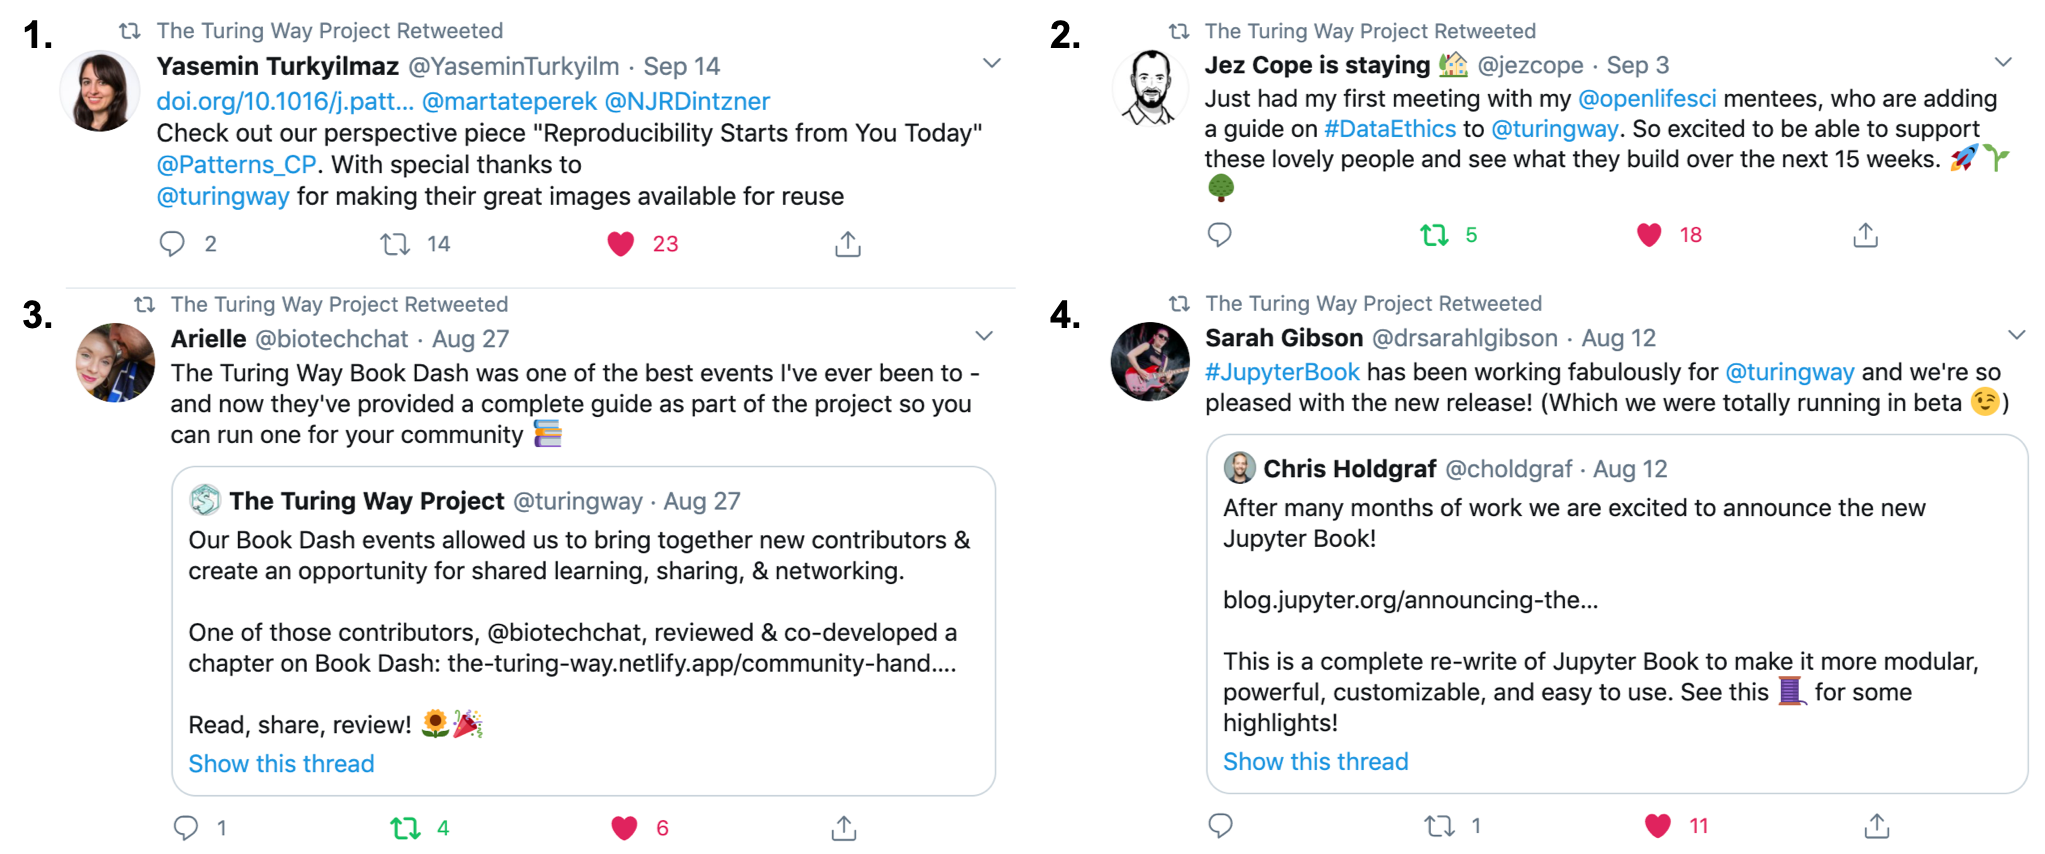 1.
The Turing Way Project Retweeted
Yasemin Turkyilmaz @YaseminTurkyilm · Sep 14
doi.org/10.1016/j.patt... @martateperek @NJRDintzner
Check out our perspective piece "Reproducibility Starts from You Today"
@Patterns_CP. With special thanks to
@turingway for making their great images available for reuse
2 14 23
2.
The Turing Way Project Retweeted
Jez Cope is staying 🏡 @jezcope · Sep 3
Just had my first meeting with my @openlifesci mentees, who are adding
a guide on #DataEthics to @turingway. So excited to be able to support
these lovely people and see what they build over the next 15 weeks. 🚀🌱
🌳
5 18
3.
The Turing Way Project Retweeted
Arielle @biotechchat · Aug 27
The Turing Way Book Dash was one of the best events I've ever been to -
and now they've provided a complete guide as part of the project so you
can run one for your community 📚
The Turing Way Project @turingway · Aug 27
Our Book Dash events allowed us to bring together new contributors &
create an opportunity for shared learning, sharing, & networking.
One of those contributors, @biotechchat, reviewed & co-developed a
chapter on Book Dash: the-turing-way.netlify.app/community-hand....
Read, share, review! 🌻🎉
Show this thread
1 4 6
4.
The Turing Way Project Retweeted
Sarah Gibson @drsarahlgibson · Aug 12
#JupyterBook has been working fabulously for @turingway and we're so
pleased with the new release! (Which we were totally running in beta 😉)
Chris Holdgraf @choldgraf · Aug 12
After many months of work we are excited to announce the new
Jupyter Book!
blog.jupyter.org/announcing-the...
This is a complete re-write of Jupyter Book to make it more modular,
powerful, customizable, and easy to use. See this 🧵 for some
highlights!
Show this thread
1 11